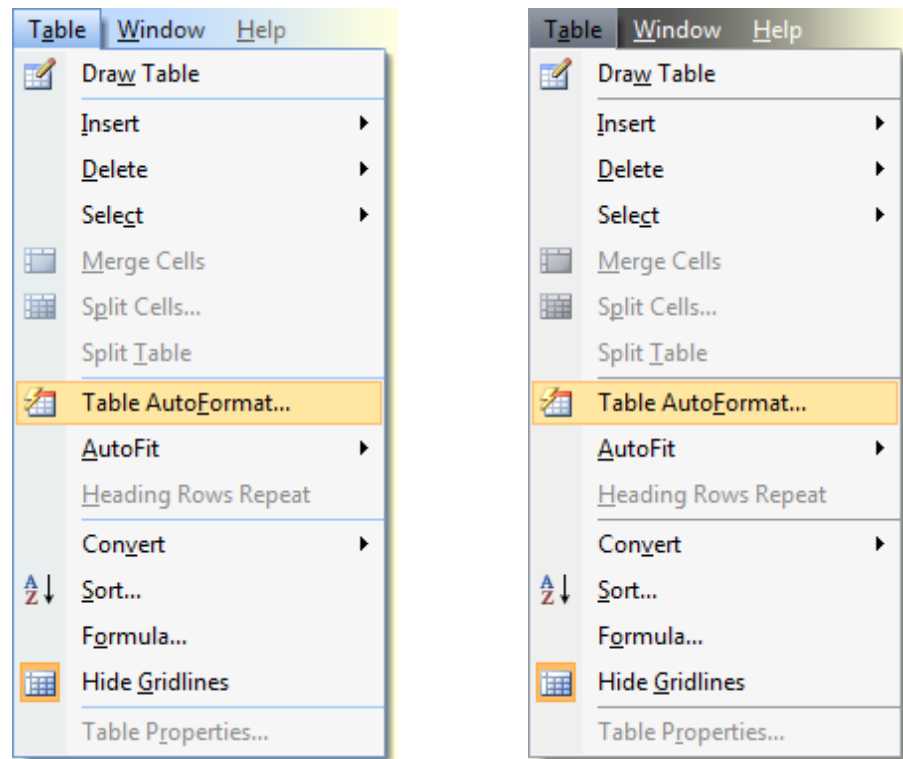 Table Window Help
Draw Table
Insert
Delete
Select
Merge Cells
Split Cells...
Split Table
Table AutoFormat...
AutoFit
Heading Rows Repeat
Convert
A
Z
Sort...
Formula...
Hide Gridlines
Table Properties...
Table Window Help
Draw Table
Insert
Delete
Select
Merge Cells
Split Cells...
Split Table
Table AutoFormat...
AutoFit
Heading Rows Repeat
Convert
A
Z
Sort...
Formula...
Hide Gridlines
Table Properties...